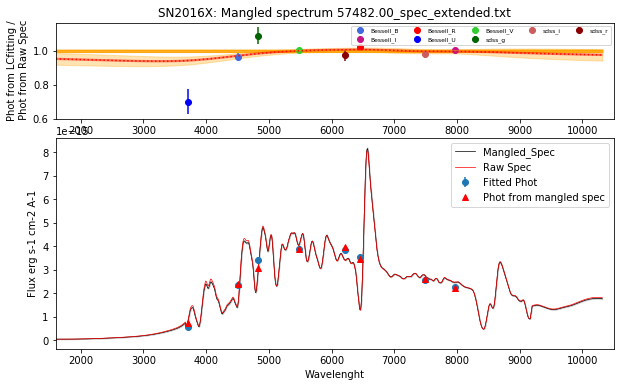 SN2016X: Mangled spectrum 57482.00_spec_extended.txt
Phot from LCfitting /
Phot from Raw Spec
1.0
0.8
0.6
Bessell_B Bessell_R Bessell_V sdss_i sdss_r
Bessell_I Bessell_U sdss_g
2000 3000 4000 5000 6000 7000 8000 9000 10000
Flux erg s-1 cm-2 A-1
8
7
6
5
4
3
2
1
0
Mangled_Spec
Raw Spec
Fitted Phot
Phot from mangled spec
2000 3000 4000 5000 6000 7000 8000 9000 10000
Wavelenght